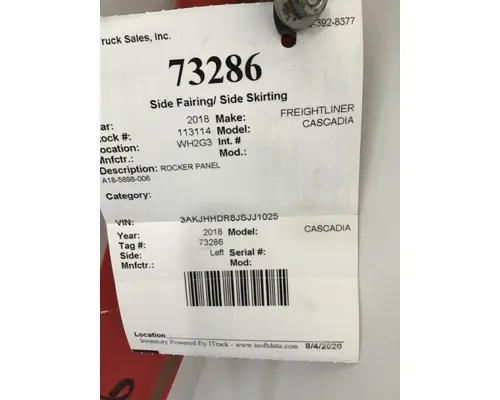 Truck Sales, Inc.
-392-8377
73286
Side Fairing/ Side Skirting
ar: 2018 Make: FREIGHTLINER
ock #: 113114 Model: CASCADIA
ocation: WH2G3 Int. #
Mnfctr.: Mod.:
Description: ROCKER PANEL
A18-5898-006
Category:
VIN: 3AKJHHDR8JSJJ1025
Year: 2018 Model: CASCADIA
Tag #: 73286
Side: Left Serial #:
Mnfctr.: Mod:
Location
Inventory Powered By ITrack - www.isoftdata.com 8/4/2020